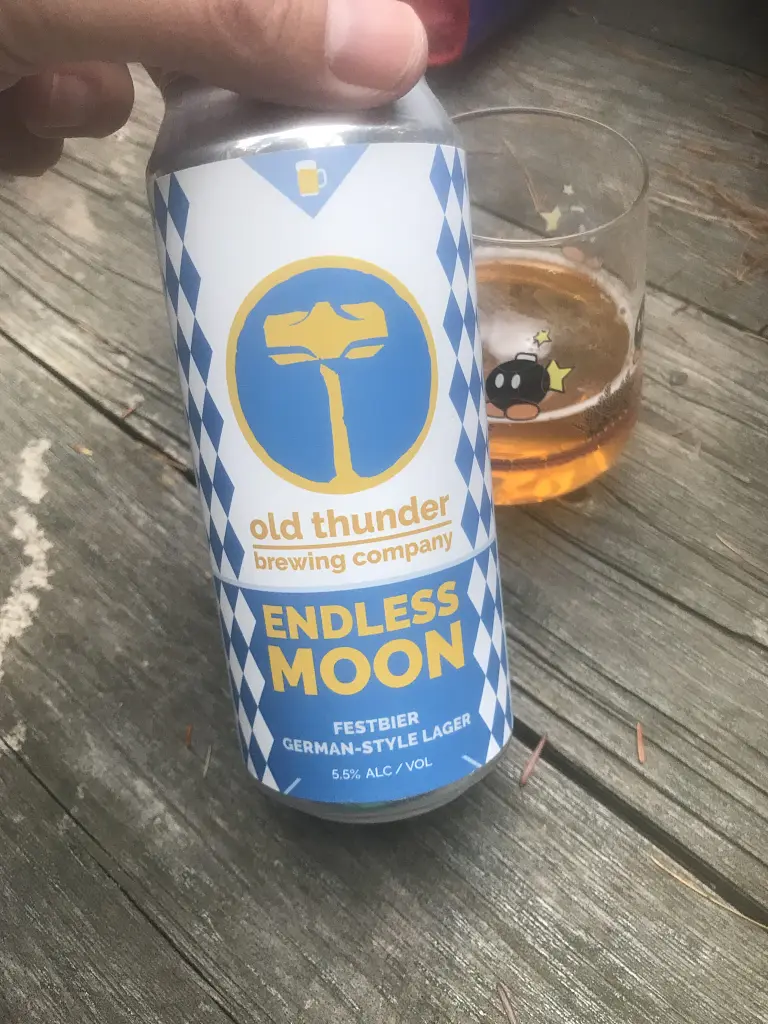 old thunder
brewing company
ENDLESS
MOON
FESTBIER
GERMAN-STYLE LAGER
5.5% ALC / VOL